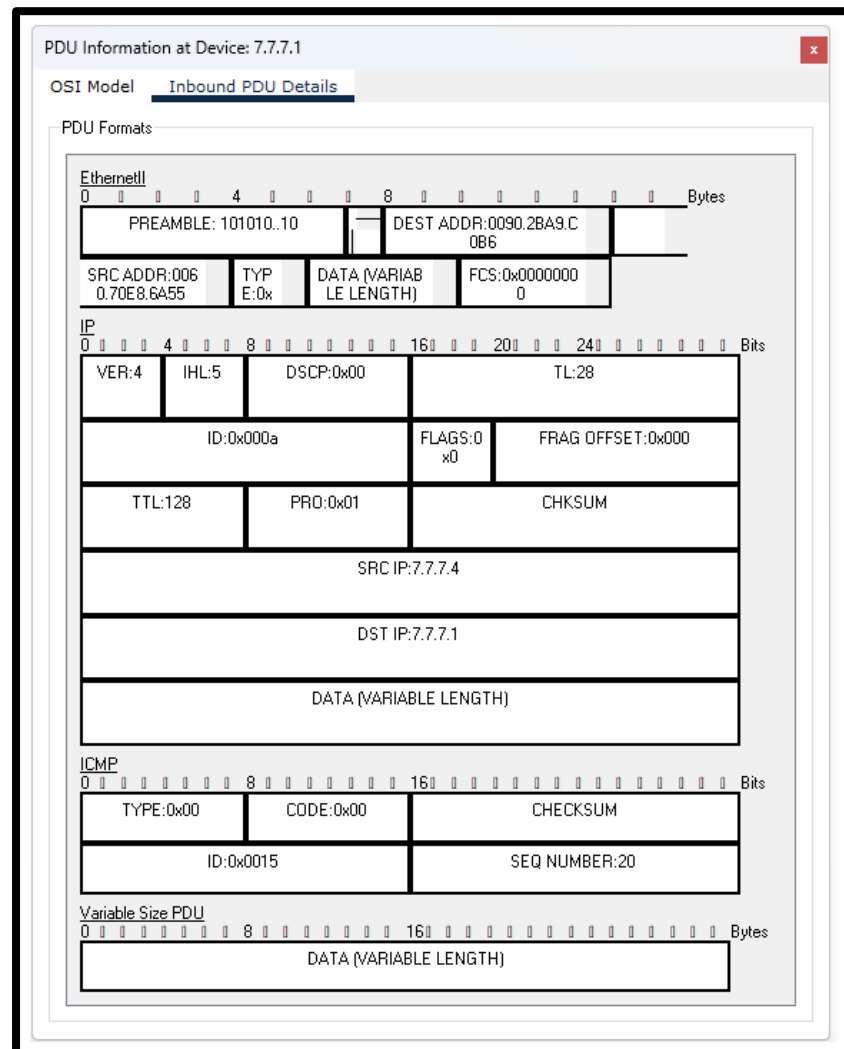 PDU Information at Device: 7.7.7.1
x
OSI Model Inbound PDU Details
PDU Formats
EthernetII
0 4 8 Bytes
PREAMBLE: 101010..10 DEST ADDR:0090.2BA9.C
0B6
SRC ADDR:006 TYP DATA (VARIAB FCS:0x0000000
0.70E8.6A55 E:0x LE LENGTH) 0
IP
0 4 8 16 20 24 Bits
VER:4 IHL:5 DSCP:0x00 TL:28
ID:0x000a FLAGS:0 FRAG OFFSET:0x000
x0
TTL:128 PRO:0x01 CHKSUM
SRC IP:7.7.7.4
DST IP:7.7.7.1
DATA (VARIABLE LENGTH)
ICMP
0 8 16 Bits
TYPE:0x00 CODE:0x00 CHECKSUM
ID:0x0015 SEQ NUMBER:20
Variable Size PDU
0 8 16 Bytes
DATA (VARIABLE LENGTH)